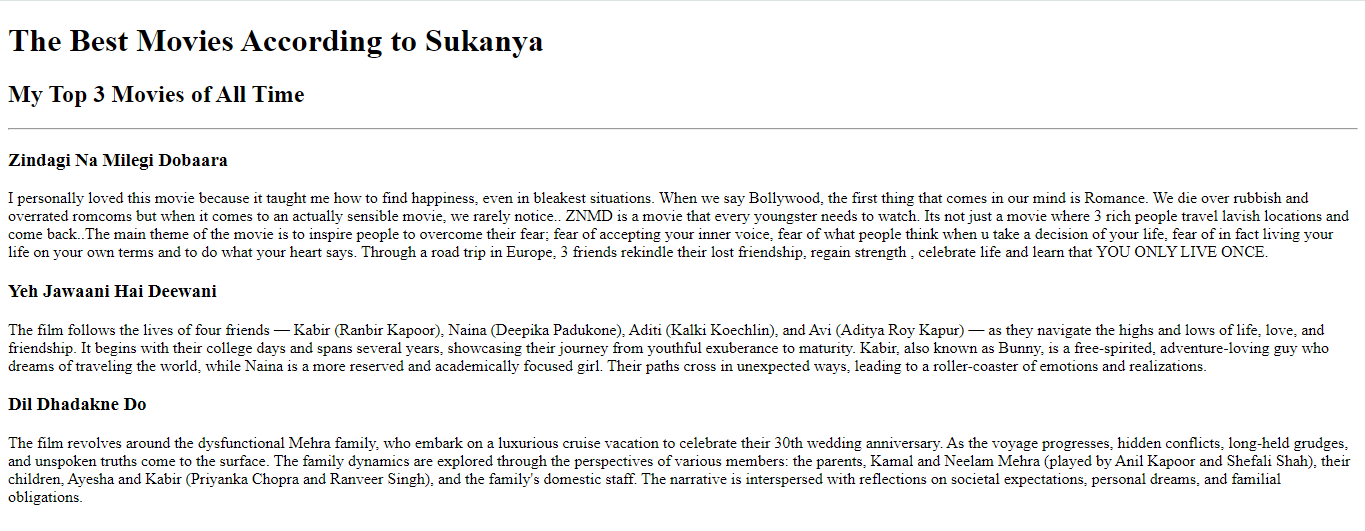 The Best Movies According to Sukanya
My Top 3 Movies of All Time
Zindagi Na Milegi Dobaara
I personally loved this movie because it taught me how to find happiness, even in bleakest situations. When we say Bollywood, the first thing that comes in our mind is Romance. We die over rubbish and
overrated romcoms but when it comes to an actually sensible movie, we rarely notice.. ZNMD is a movie that every youngster needs to watch. Its not just a movie where 3 rich people travel lavish locations and
come back..The main theme of the movie is to inspire people to overcome their fear; fear of accepting your inner voice, fear of what people think when u take a decision of your life, fear of in fact living your
life on your own terms and to do what your heart says. Through a road trip in Europe, 3 friends rekindle their lost friendship, regain strength , celebrate life and learn that YOU ONLY LIVE ONCE.
Yeh Jawaani Hai Deewani
The film follows the lives of four friends — Kabir (Ranbir Kapoor), Naina (Deepika Padukone), Aditi (Kalki Koechlin), and Avi (Aditya Roy Kapur) — as they navigate the highs and lows of life, love, and
friendship. It begins with their college days and spans several years, showcasing their journey from youthful exuberance to maturity. Kabir, also known as Bunny, is a free-spirited, adventure-loving guy who
dreams of traveling the world, while Naina is a more reserved and academically focused girl. Their paths cross in unexpected ways, leading to a roller-coaster of emotions and realizations.
Dil Dhadakne Do
The film revolves around the dysfunctional Mehra family, who embark on a luxurious cruise vacation to celebrate their 30th wedding anniversary. As the voyage progresses, hidden conflicts, long-held grudges,
and unspoken truths come to the surface. The family dynamics are explored through the perspectives of various members: the parents, Kamal and Neelam Mehra (played by Anil Kapoor and Shefali Shah), their
children, Ayesha and Kabir (Priyanka Chopra and Ranveer Singh), and the family's domestic staff. The narrative is interspersed with reflections on societal expectations, personal dreams, and familial
obligations.